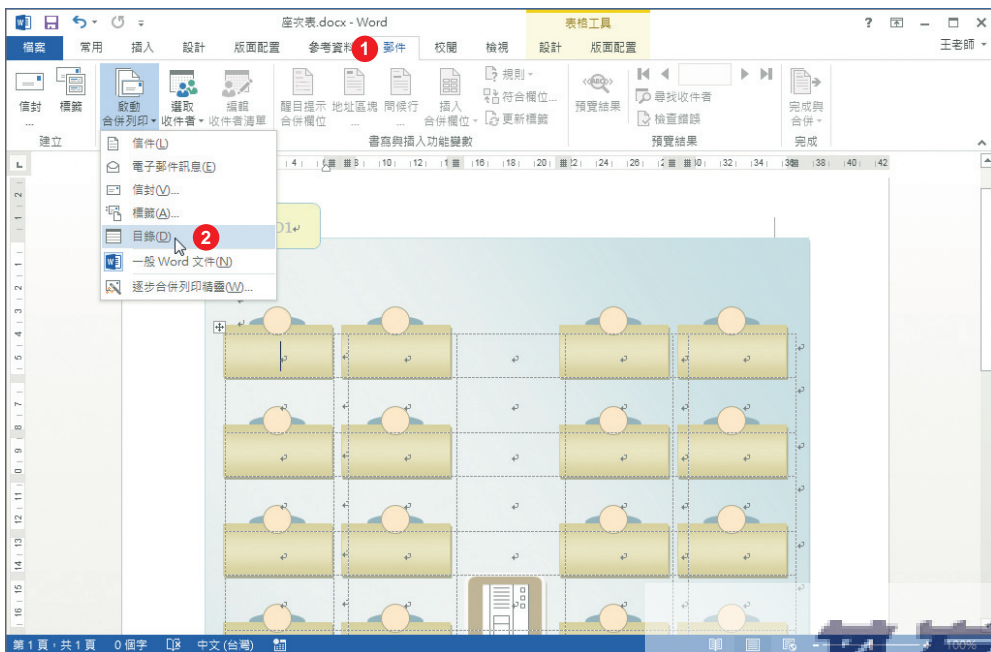 座次表.docx - Word
表格工具
檔案 常用 插入 設計 版面配置 參考資料 1 郵件 校閱 檢視 設計 版面配置 王老師
信封 標籤 啟動 選取 編輯 醒目提示 地址區塊 問候行 插入 規則 符合欄位... 更新標籤 預覽結果 尋找收件者 檢查錯誤 完成與
... 合併列印 收件者 收件者清單 合併欄位 ... ... 合併欄位 合併
建立 書寫與插入功能變數 預覽結果 完成
信件(L)
電子郵件訊息(E)
信封(V)...
標籤(A)...
目錄(D) 2
一般 Word 文件(N)
逐步合併列印精靈(W)...
第 1 頁，共 1 頁 0 個字 中文 (台灣) 100%